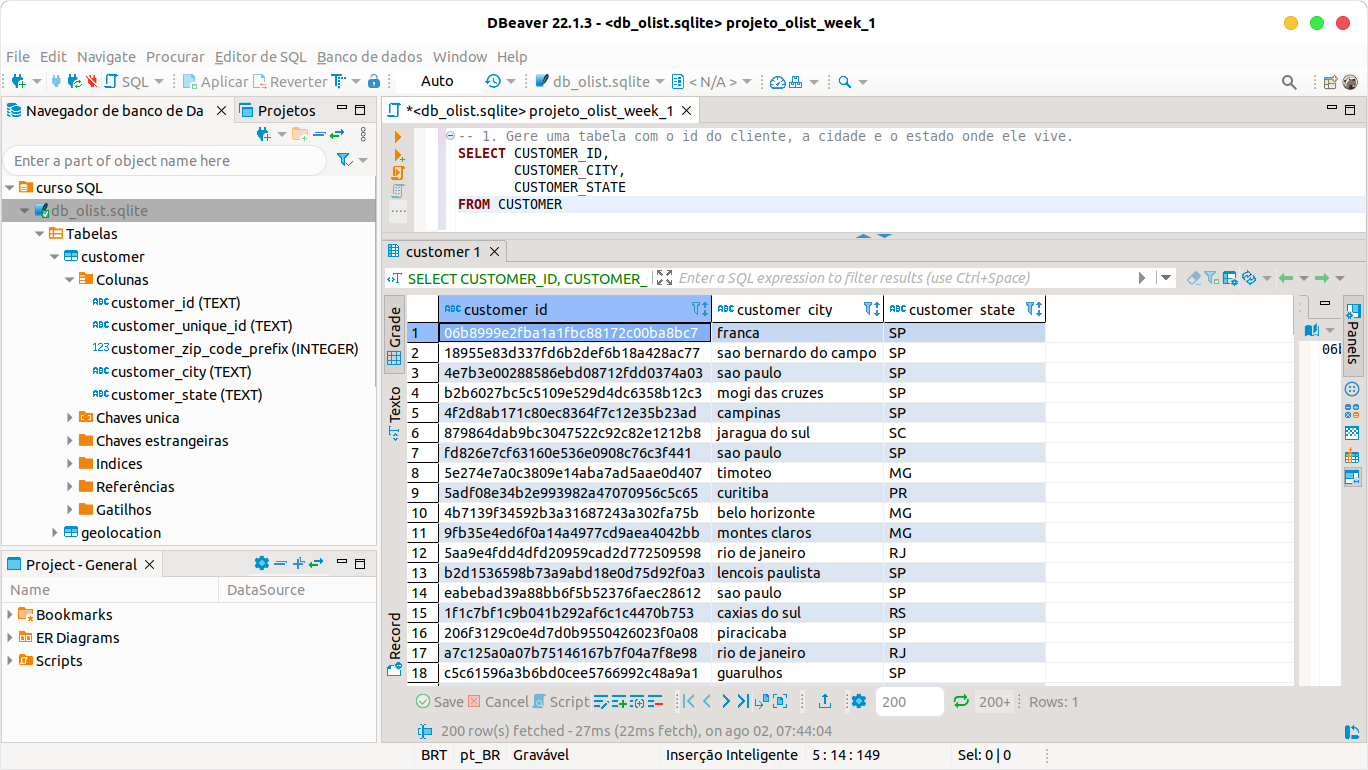 DBeaver 22.1.3 - <db_olist.sqlite> projeto_olist_week_1
File Edit Navigate Procurar Editor de SQL Banco de dados Window Help
SQL Aplicar Reverter Auto db_olist.sqlite < N/A >
Navegador de banco de Da Projetos
Enter a part of object name here
curso SQL
db_olist.sqlite
Tabelas
customer
Colunas
ABC customer_id (TEXT)
ABC customer_unique_id (TEXT)
123 customer_zip_code_prefix (INTEGER)
ABC customer_city (TEXT)
ABC customer_state (TEXT)
Chaves unica
Chaves estrangeiras
Indices
Referências
Gatilhos
geolocation
Project - General
Name DataSource
Bookmarks
ER Diagrams
Scripts
*<db_olist.sqlite> projeto_olist_week_1
-- 1. Gere uma tabela com o id do cliente, a cidade e o estado onde ele vive.
SELECT CUSTOMER_ID,
CUSTOMER_CITY,
CUSTOMER_STATE
FROM CUSTOMER
customer 1
SELECT CUSTOMER_ID, CUSTOMER_ Enter a SQL expression to filter results (use Ctrl+Space)
Grade
Texto
Record
ABC customer_id ABC customer_city ABC customer_state
1 06b8999e2fba1a1fbc88172c00ba8bc7 franca SP
2 18955e83d337fd6b2def6b18a428ac77 sao bernardo do campo SP
3 4e7b3e00288586ebd08712fdd0374a03 sao paulo SP
4 b2b6027bc5c5109e529d4dc6358b12c3 mogi das cruzes SP
5 4f2d8ab171c80ec8364f7c12e35b23ad campinas SP
6 879864dab9bc3047522c92c82e1212b8 jaragua do sul SC
7 fd826e7cf63160e536e0908c76c3f441 sao paulo SP
8 5e274e7a0c3809e14aba7ad5aae0d407 timoteo MG
9 5adf08e34b2e993982a47070956c5c65 curitiba PR
10 4b7139f34592b3a31687243a302fa75b belo horizonte MG
11 9fb35e4ed6f0a14a4977cd9aea4042bb montes claros MG
12 5aa9e4fdd4dfd20959cad2d772509598 rio de janeiro RJ
13 b2d1536598b73a9abd18e0d75d92f0a3 lencois paulista SP
14 eabebad39a88bb6f5b52376faec28612 sao paulo SP
15 1f1c7bf1c9b041b292af6c1c4470b753 caxias do sul RS
16 206f3129c0e4d7d0b9550426023f0a08 piracicaba SP
17 a7c125a0a07b75146167b7f04a7f8e98 rio de janeiro RJ
18 c5c61596a3b6bd0cee5766992c48a9a1 guarulhos SP
06b
Panels
Save Cancel Script 200 200+ Rows: 1
200 row(s) fetched - 27ms (22ms fetch), on ago 02, 07:44:04
BRT pt_BR Gravável Inserção Inteligente 5 : 14 : 149 Sel: 0 | 0